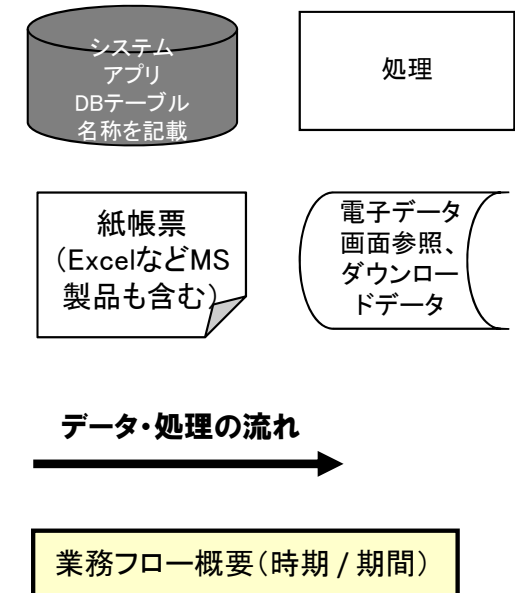 システム
アプリ
DBテーブル
名称を記載
処理
紙帳票
(ExcelなどMS
製品も含む)
電子データ
画面参照、
ダウンロー
ドデータ
データ・処理の流れ
業務フロー概要(時期 / 期間)